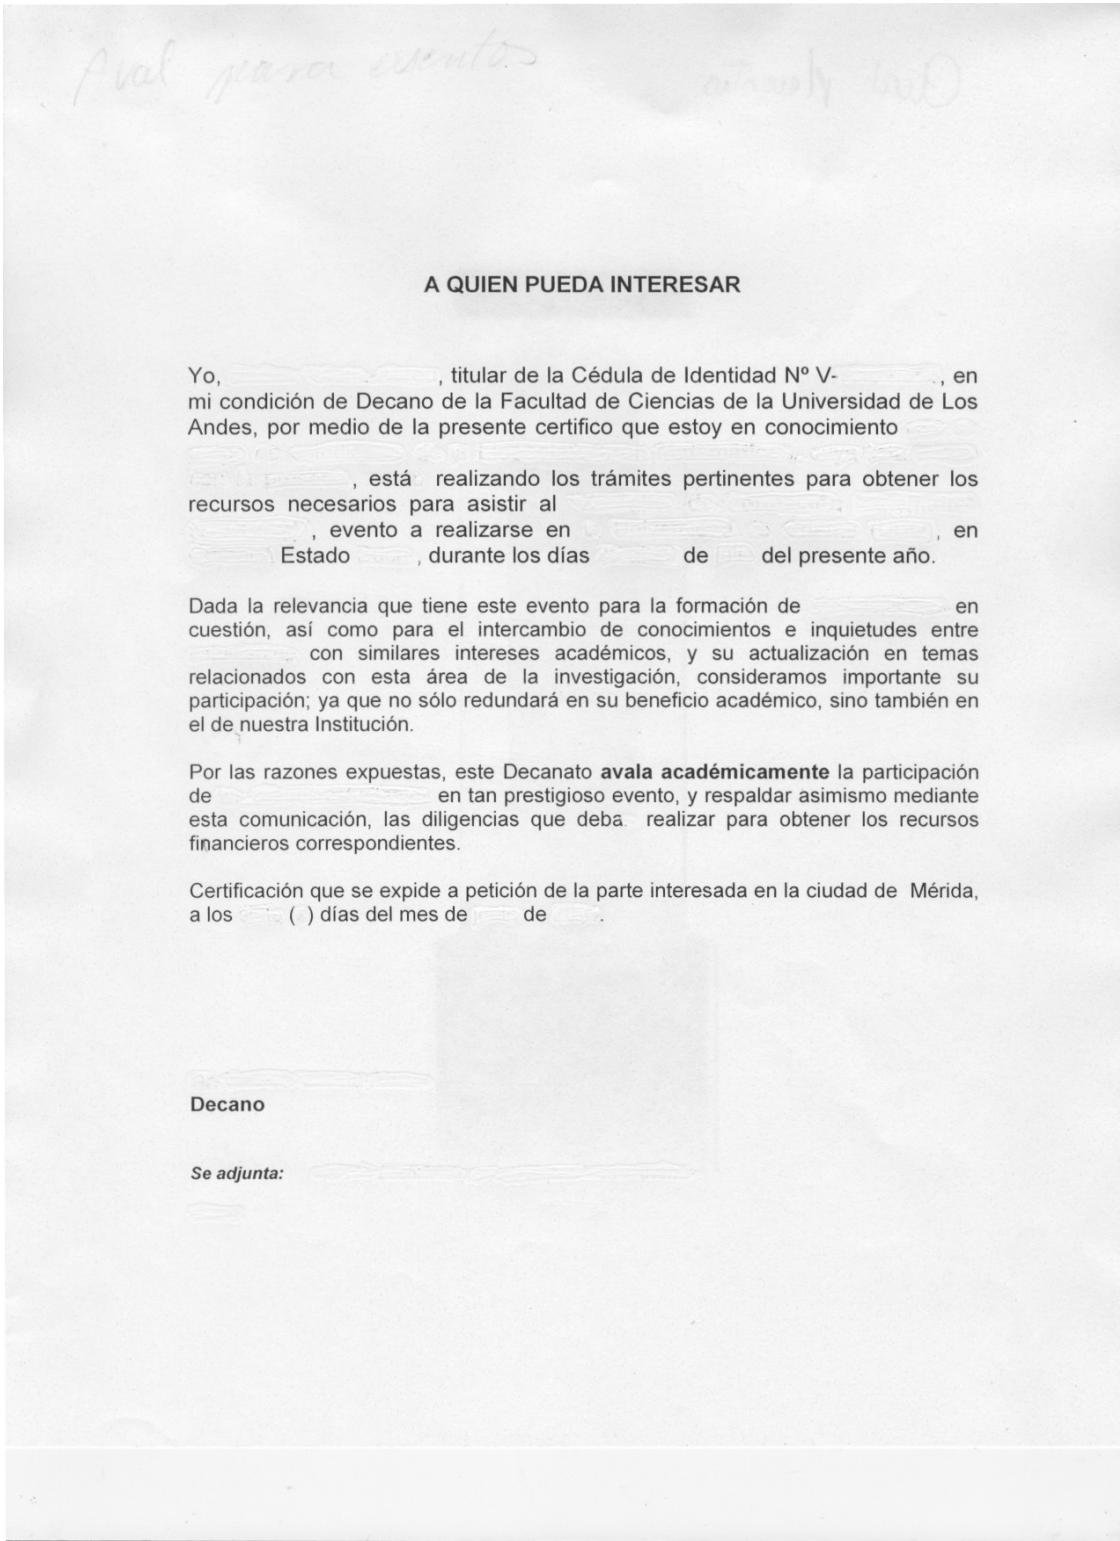 Aval para eventos
A QUIEN PUEDA INTERESAR
Yo, , titular de la Cédula de Identidad Nº V- , en
mi condición de Decano de la Facultad de Ciencias de la Universidad de Los
Andes, por medio de la presente certifico que estoy en conocimiento
, está realizando los trámites pertinentes para obtener los
recursos necesarios para asistir al
, evento a realizarse en , en
Estado , durante los días de del presente año.
Dada la relevancia que tiene este evento para la formación de en
cuestión, así como para el intercambio de conocimientos e inquietudes entre
con similares intereses académicos, y su actualización en temas
relacionados con esta área de la investigación, consideramos importante su
participación; ya que no sólo redundará en su beneficio académico, sino también en
el de nuestra Institución.
Por las razones expuestas, este Decanato avala académicamente la participación
de en tan prestigioso evento, y respaldar asimismo mediante
esta comunicación, las diligencias que deba realizar para obtener los recursos
financieros correspondientes.
Certificación que se expide a petición de la parte interesada en la ciudad de Mérida,
a los ( ) días del mes de de .
Decano
Se adjunta: